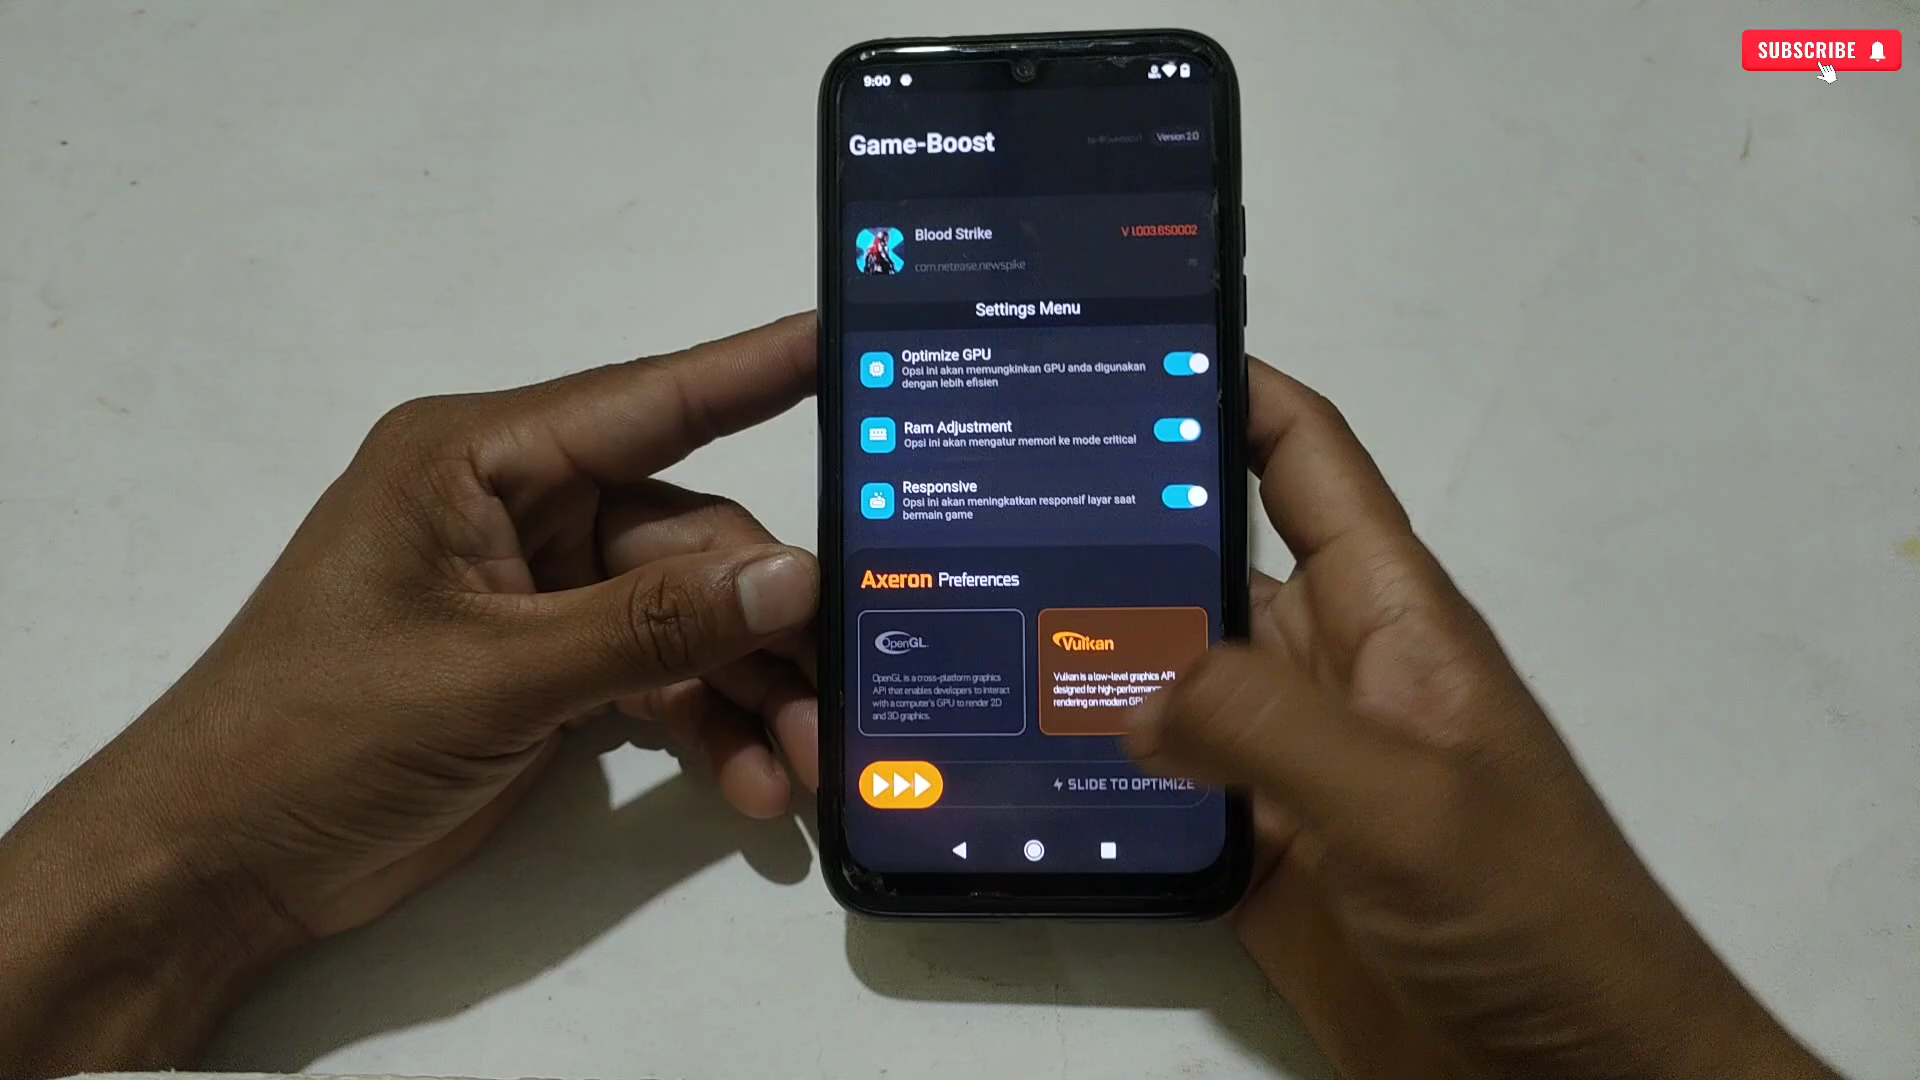 SUBSCRIBE
9:00
Game-Boost
Version 2.0
Blood Strike
V 1.003.650002
com.netease.newspike
Settings Menu
Optimize GPU
Opsi ini akan memungkinkan GPU anda digunakan
dengan lebih efisien
Ram Adjustment
Opsi ini akan mengatur memori ke mode critical
Responsive
Opsi ini akan meningkatkan responsif layar saat
bermain game
Axeron Preferences
OpenGL
OpenGL is a cross-platform graphics
API that enables developers to interact
with a computer's GPU to render 2D
and 3D graphics.
Vulkan
Vulkan is a low-level graphics API
designed for high-performance
rendering on modern
SLIDE TO OPTIMIZE